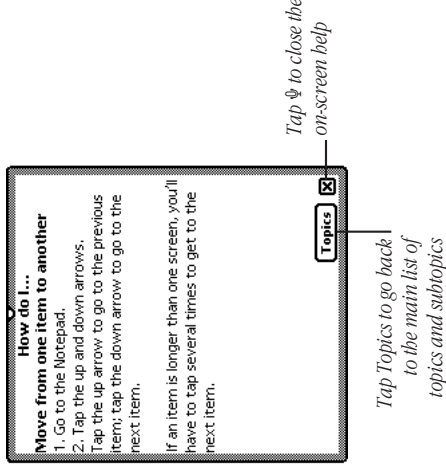 How do I...
Move from one item to another
1. Go to the Notepad.
2. Tap the up and down arrows.
Tap the up arrow to go to the previous
item; tap the down arrow to go to the
next item.
If an item is longer than one screen, you'll
have to tap several times to get to the
next item.
Topics
Tap Topics to go back
to the main list of
topics and subtopics
Tap to close the
on-screen help